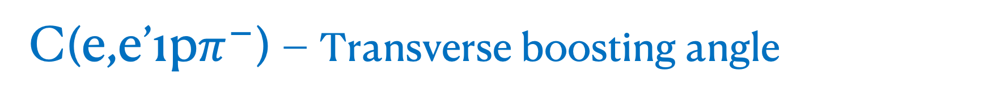 C(e,e’1pπ⁻) – Transverse boosting angle